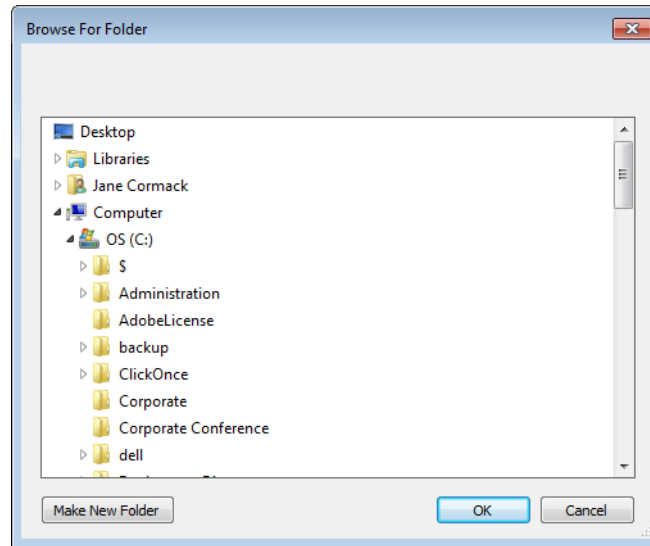 Browse For Folder
Desktop
Libraries
Jane Cormack
Computer
OS (C:)
$
Administration
AdobeLicense
backup
ClickOnce
Corporate
Corporate Conference
dell
Make New Folder
OK
Cancel